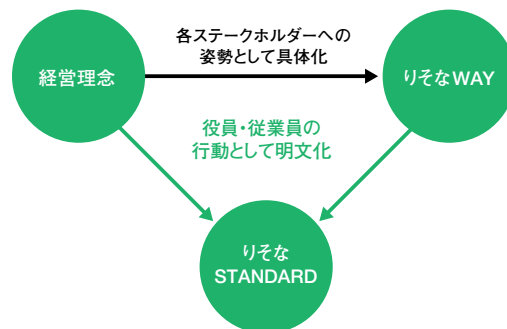 各ステークホルダーへの
姿勢として具体化
経営理念
りそなWAY
役員・従業員の
行動として明文化
りそな
STANDARD